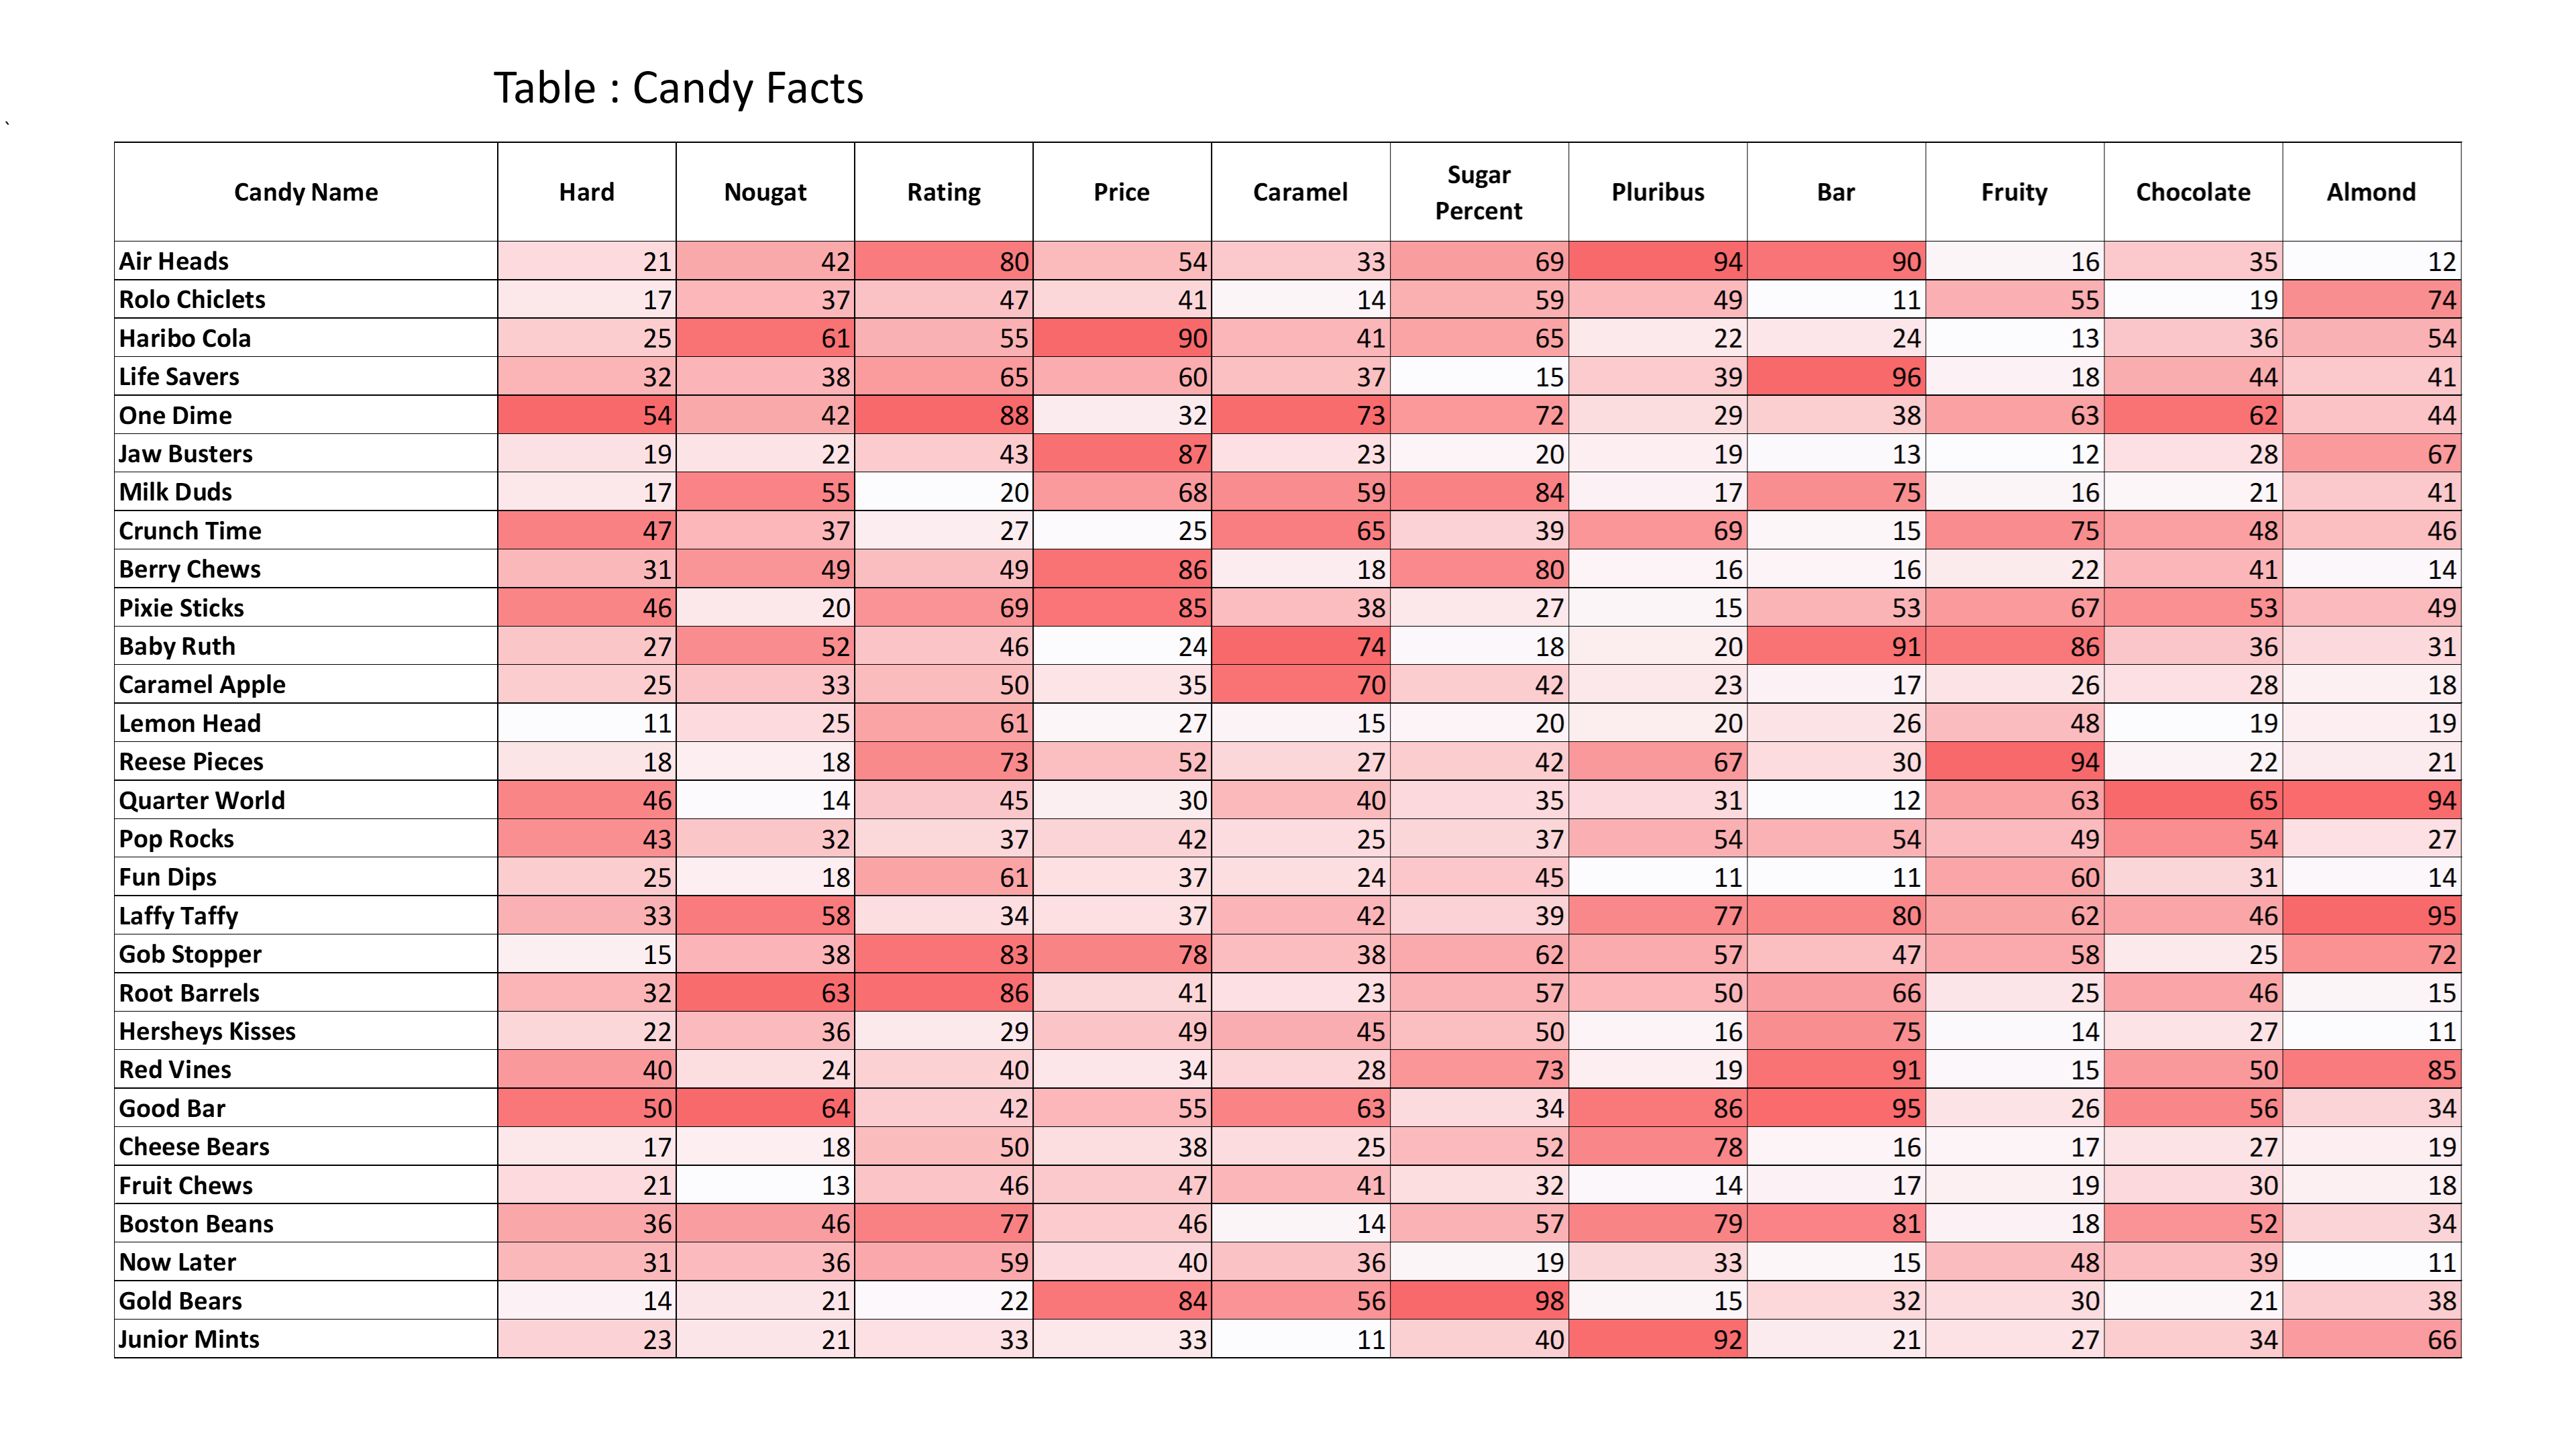 Table : Candy Facts
`
Candy Name Hard Nougat Rating Price Caramel Sugar Percent Pluribus Bar Fruity Chocolate Almond
Air Heads 21 42 80 54 33 69 94 90 16 35 12
Rolo Chiclets 17 37 47 41 14 59 49 11 55 19 74
Haribo Cola 25 61 55 90 41 65 22 24 13 36 54
Life Savers 32 38 65 60 37 15 39 96 18 44 41
One Dime 54 42 88 32 73 72 29 38 63 62 44
Jaw Busters 19 22 43 87 23 20 19 13 12 28 67
Milk Duds 17 55 20 68 59 84 17 75 16 21 41
Crunch Time 47 37 27 25 65 39 69 15 75 48 46
Berry Chews 31 49 49 86 18 80 16 16 22 41 14
Pixie Sticks 46 20 69 85 38 27 15 53 67 53 49
Baby Ruth 27 52 46 24 74 18 20 91 86 36 31
Caramel Apple 25 33 50 35 70 42 23 17 26 28 18
Lemon Head 11 25 61 27 15 20 20 26 48 19 19
Reese Pieces 18 18 73 52 27 42 67 30 94 22 21
Quarter World 46 14 45 30 40 35 31 12 63 65 94
Pop Rocks 43 32 37 42 25 37 54 54 49 54 27
Fun Dips 25 18 61 37 24 45 11 11 60 31 14
Laffy Taffy 33 58 34 37 42 39 77 80 62 46 95
Gob Stopper 15 38 83 78 38 62 57 47 58 25 72
Root Barrels 32 63 86 41 23 57 50 66 25 46 15
Hersheys Kisses 22 36 29 49 45 50 16 75 14 27 11
Red Vines 40 24 40 34 28 73 19 91 15 50 85
Good Bar 50 64 42 55 63 34 86 95 26 56 34
Cheese Bears 17 18 50 38 25 52 78 16 17 27 19
Fruit Chews 21 13 46 47 41 32 14 17 19 30 18
Boston Beans 36 46 77 46 14 57 79 81 18 52 34
Now Later 31 36 59 40 36 19 33 15 48 39 11
Gold Bears 14 21 22 84 56 98 15 32 30 21 38
Junior Mints 23 21 33 33 11 40 92 21 27 34 66